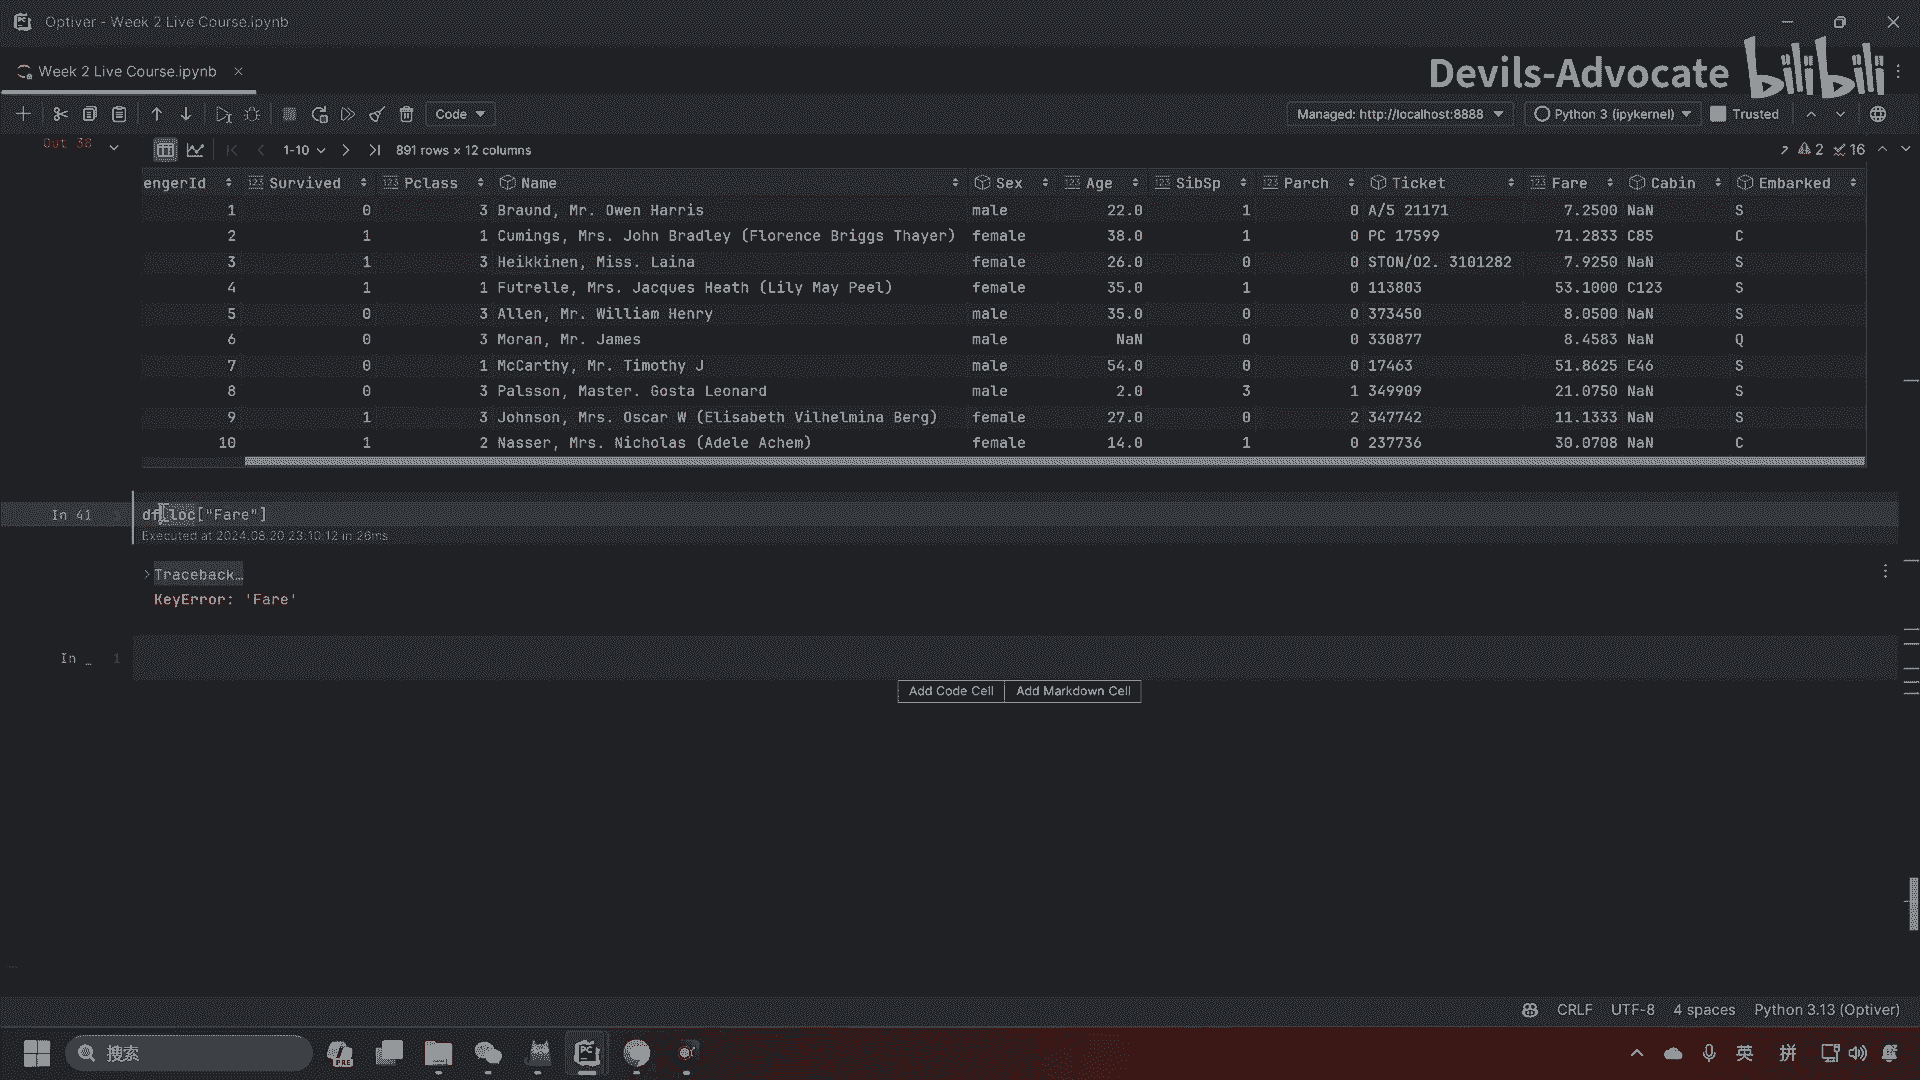 Optiver - Week 2 Live Course.ipynb
Week 2 Live Course.ipynb
Devils-Advocate bilibili
Code
Managed: http://localhost:8888
Python 3 (ipykernel)
Trusted
Out 38
1-10
891 rows × 12 columns
2 16
engerId Survived Pclass Name Sex Age SibSp Parch Ticket Fare Cabin Embarked
1 0 3 Braund, Mr. Owen Harris male 22.0 1 0 A/5 21171 7.2500 NaN S
2 1 1 Cumings, Mrs. John Bradley (Florence Briggs Thayer) female 38.0 1 0 PC 17599 71.2833 C85 C
3 1 3 Heikkinen, Miss. Laina female 26.0 0 0 STON/O2. 3101282 7.9250 NaN S
4 1 1 Futrelle, Mrs. Jacques Heath (Lily May Peel) female 35.0 1 0 113803 53.1000 C123 S
5 0 3 Allen, Mr. William Henry male 35.0 0 0 373450 8.0500 NaN S
6 0 3 Moran, Mr. James male NaN 0 0 330877 8.4583 NaN Q
7 0 1 McCarthy, Mr. Timothy J male 54.0 0 0 17463 51.8625 E46 S
8 0 3 Palsson, Master. Gosta Leonard male 2.0 3 1 349909 21.0750 NaN S
9 1 3 Johnson, Mrs. Oscar W (Elisabeth Vilhelmina Berg) female 27.0 0 2 347742 11.1333 NaN S
10 1 2 Nasser, Mrs. Nicholas (Adele Achem) female 14.0 1 0 237736 30.0708 NaN C
In 41 df.loc["Fare"]
Executed at 2024.08.20 23:10:12 in 26ms
Traceback…
KeyError: 'Fare'
In _ 1
Add Code Cell Add Markdown Cell
CRLF UTF-8 4 spaces Python 3.13 (Optiver)
搜索
PRE
PC
英 拼